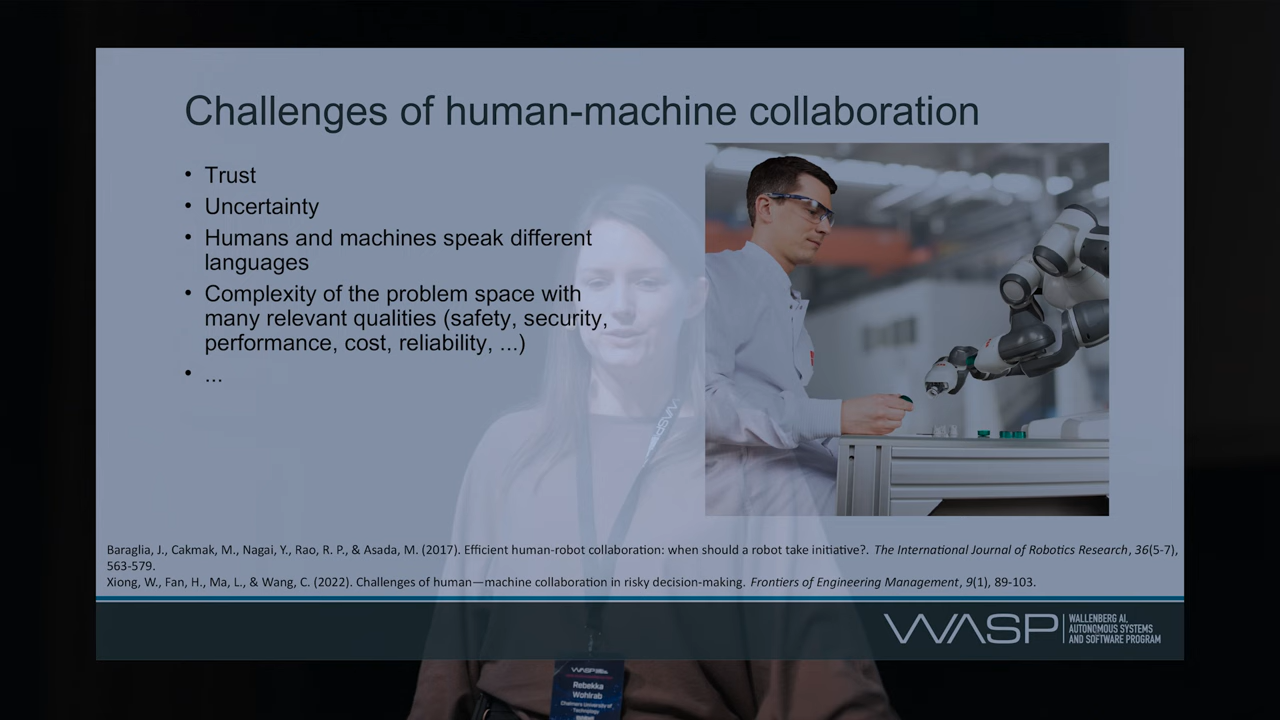 Challenges of human-machine collaboration
• Trust
• Uncertainty
• Humans and machines speak different
languages
• Complexity of the problem space with
many relevant qualities (safety, security,
performance, cost, reliability, ...)
• ...
Baraglia, J., Cakmak, M., Nagai, Y., Rao, R. P., & Asada, M. (2017). Efficient human-robot collaboration: when should a robot take initiative?. The International Journal of Robotics Research, 36(5-7),
563-579.
Xiong, W., Fan, H., Ma, L., & Wang, C. (2022). Challenges of human—machine collaboration in risky decision-making. Frontiers of Engineering Management, 9(1), 89-103.
WASP
WALLENBERG AI,
AUTONOMOUS SYSTEMS
AND SOFTWARE PROGRAM
WASP
Rebekka
Wohlrab
Chalmers University of
Technology